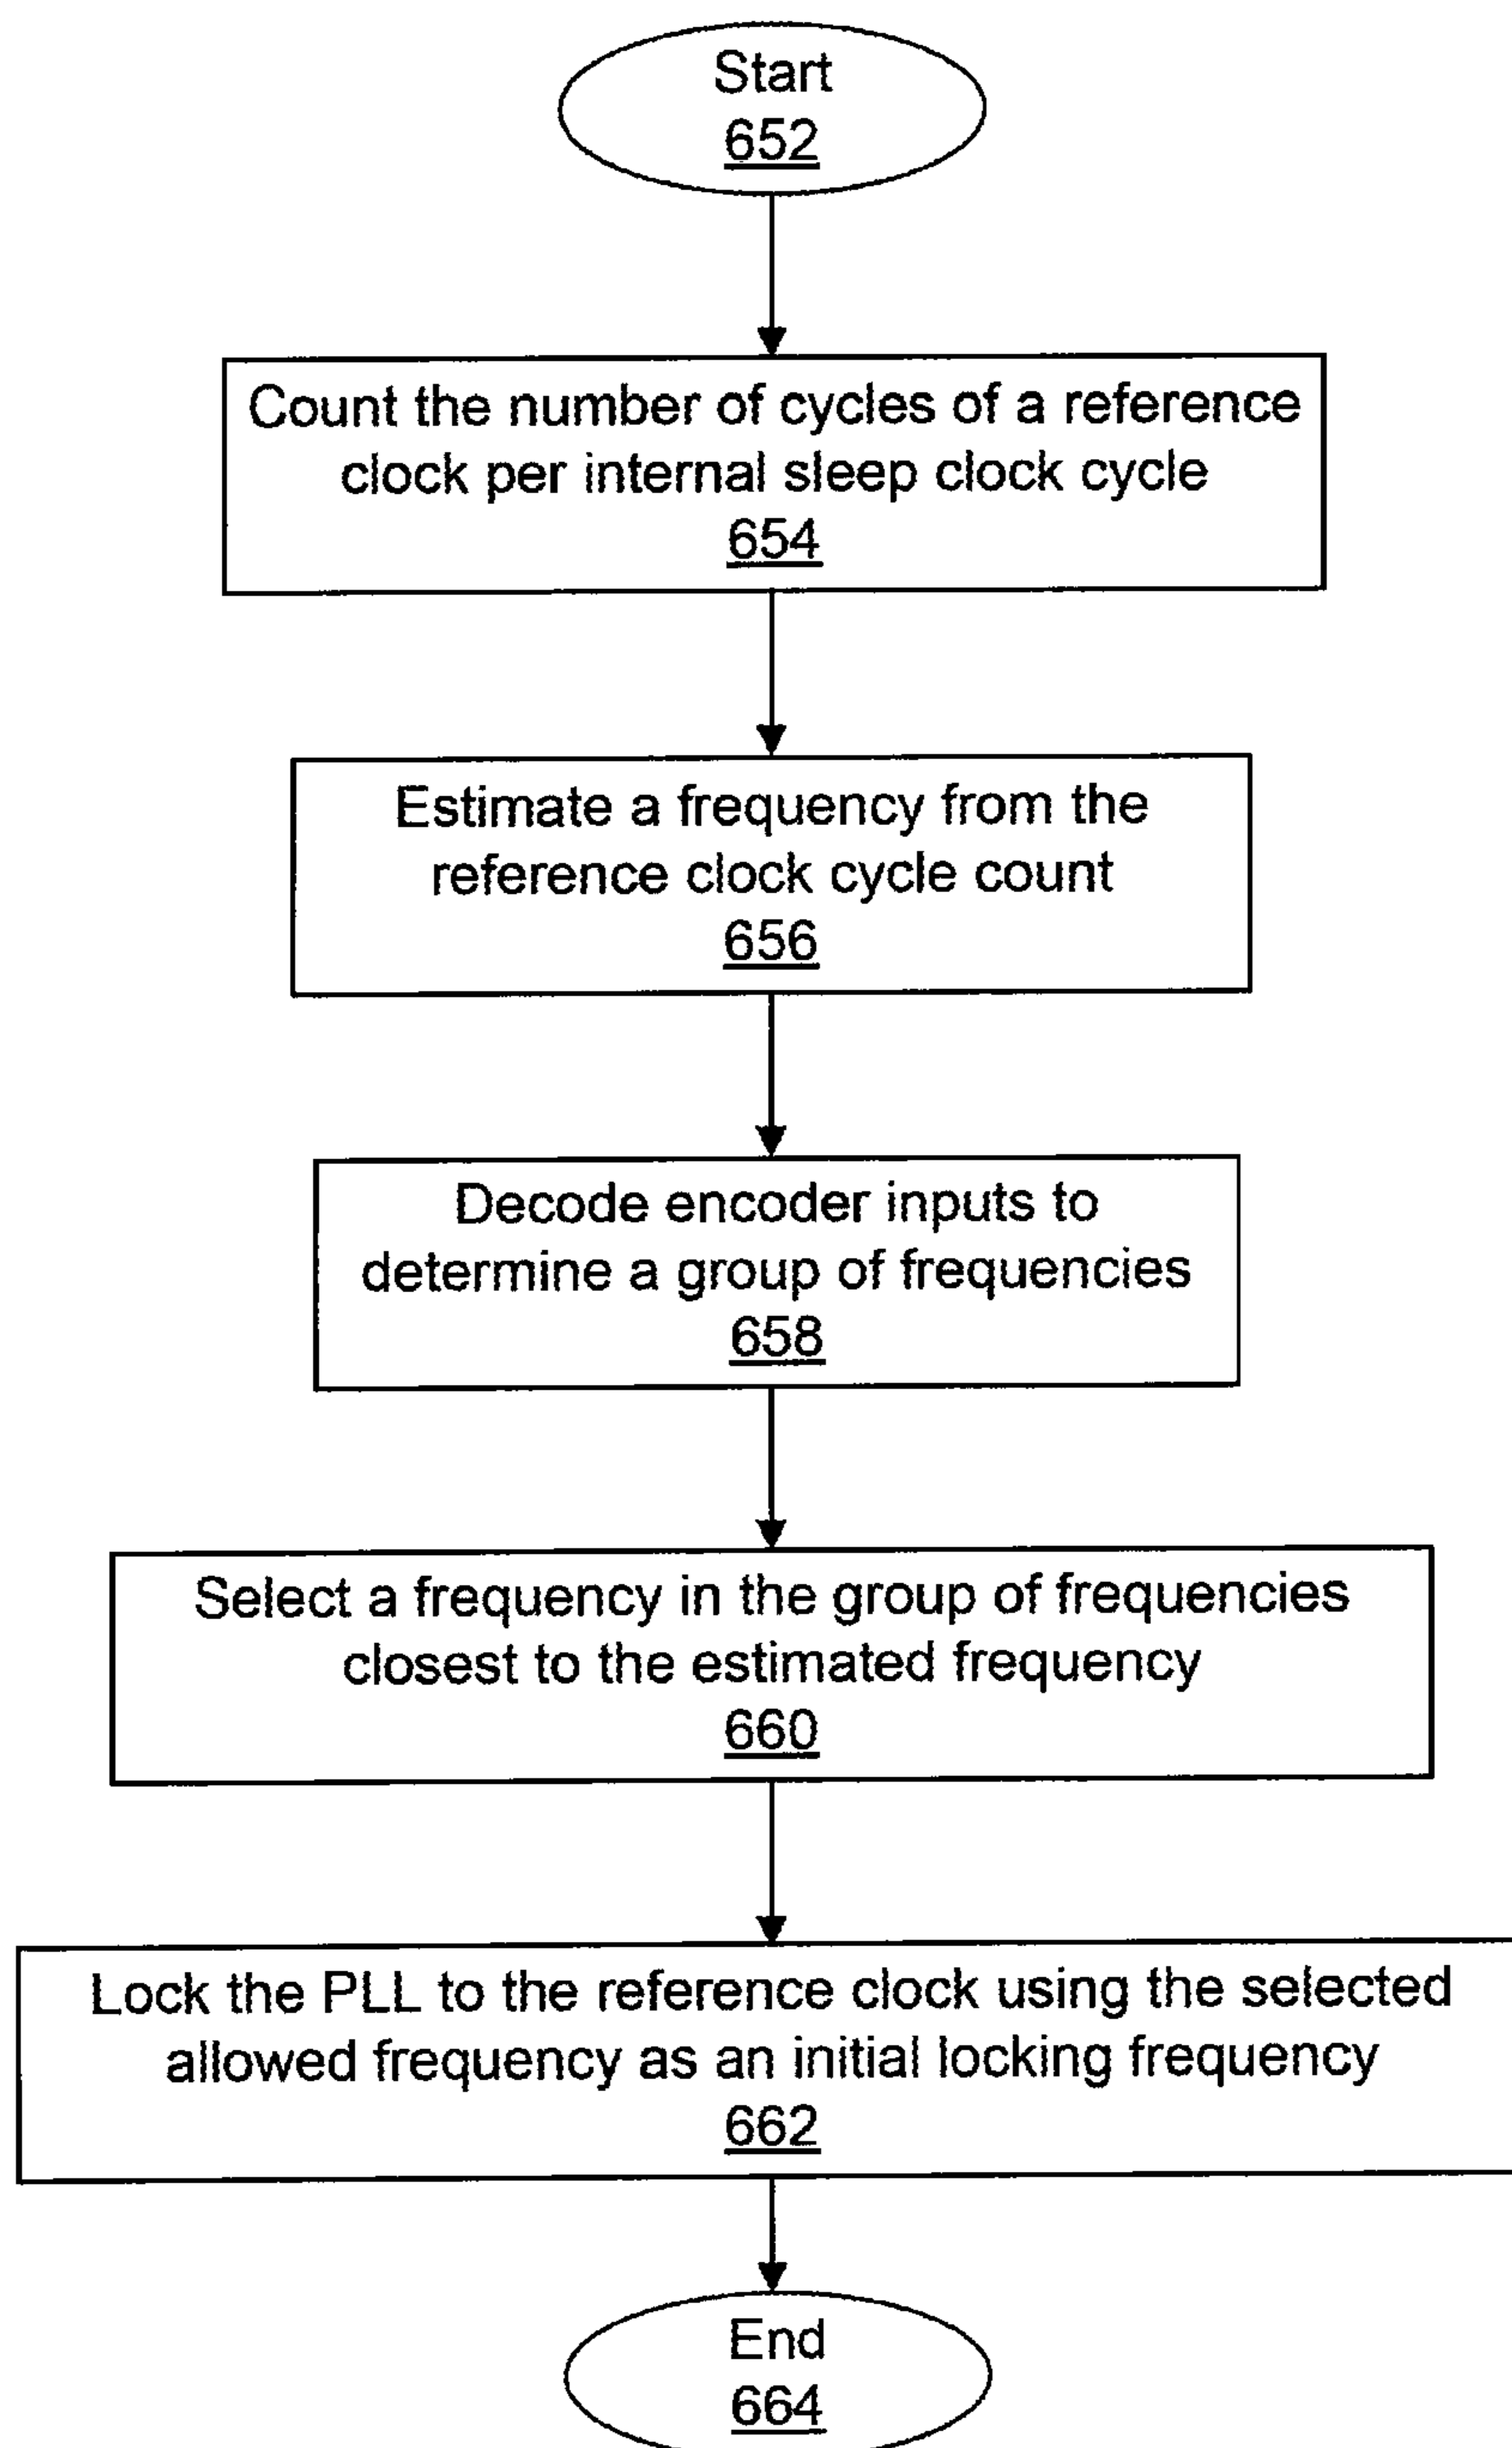 Start
652
Count the number of cycles of a reference
clock per internal sleep clock cycle
654
Estimate a frequency from the
reference clock cycle count
656
Decode encoder inputs to
determine a group of frequencies
658
Select a frequency in the group of frequencies
closest to the estimated frequency
660
Lock the PLL to the reference clock using the selected
allowed frequency as an initial locking frequency
662
End
664